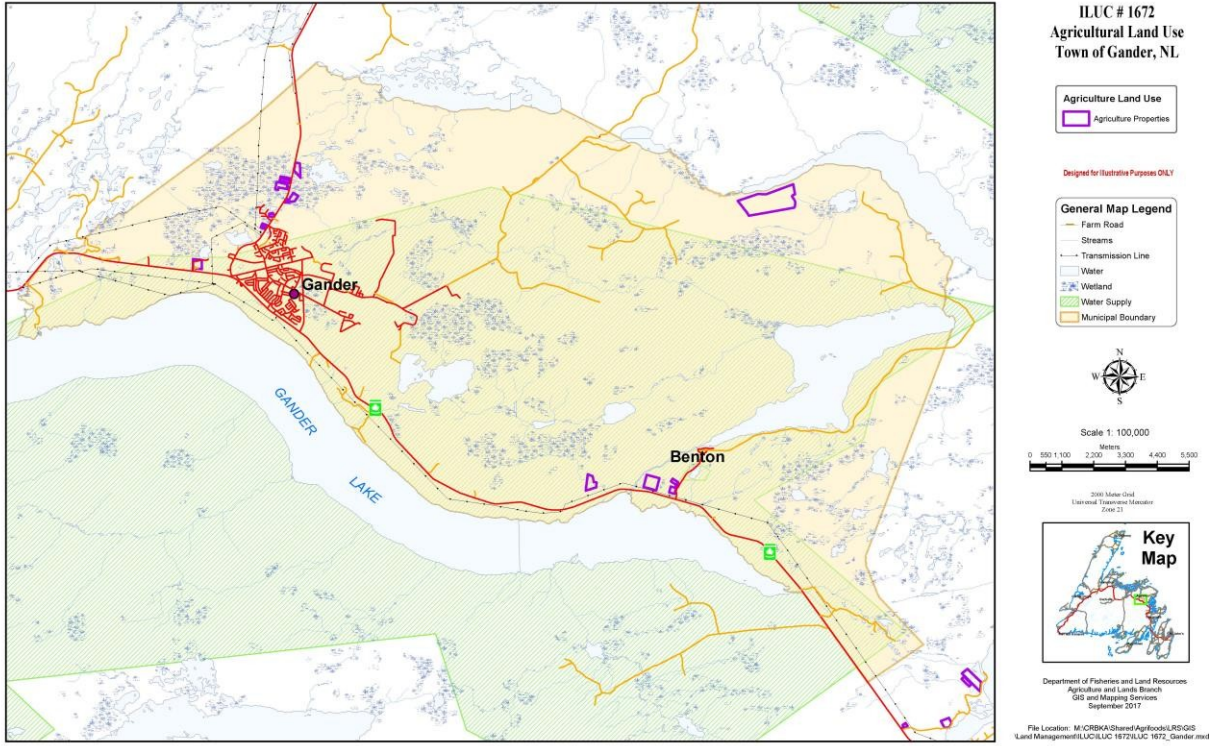 ILUC # 1672
Agricultural Land Use
Town of Gander, NL
Agriculture Land Use
Agriculture Properties
Designed for Illustrative Purposes ONLY
General Map Legend
Farm Road
Streams
Transmission Line
Water
Wetland
Water Supply
Municipal Boundary
N
W E
S
Scale 1: 100,000
Meters
0 550 1,100 2,200 3,300 4,400 5,500
2000 Meter Grid
Universal Transverse Mercator
Zone 21
Key
Map
Department of Fisheries and Land Resources
Agriculture and Lands Branch
GIS and Mapping Services
September 2017
File Location: M:\CRBKA\Shared\Agrifoods\LRS\GIS
\Land Management\ILUC\ILUC 1672\ILUC 1672_Gander.mxd
Gander
GANDER
LAKE
Benton